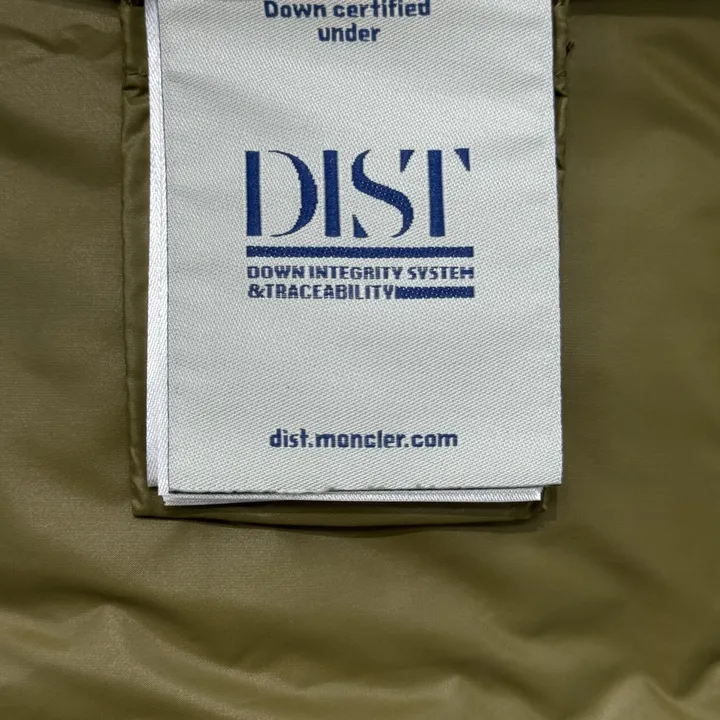 Down certified
under
DIST
DOWN INTEGRITY SYSTEM
&TRACEABILITY
dist.moncler.com